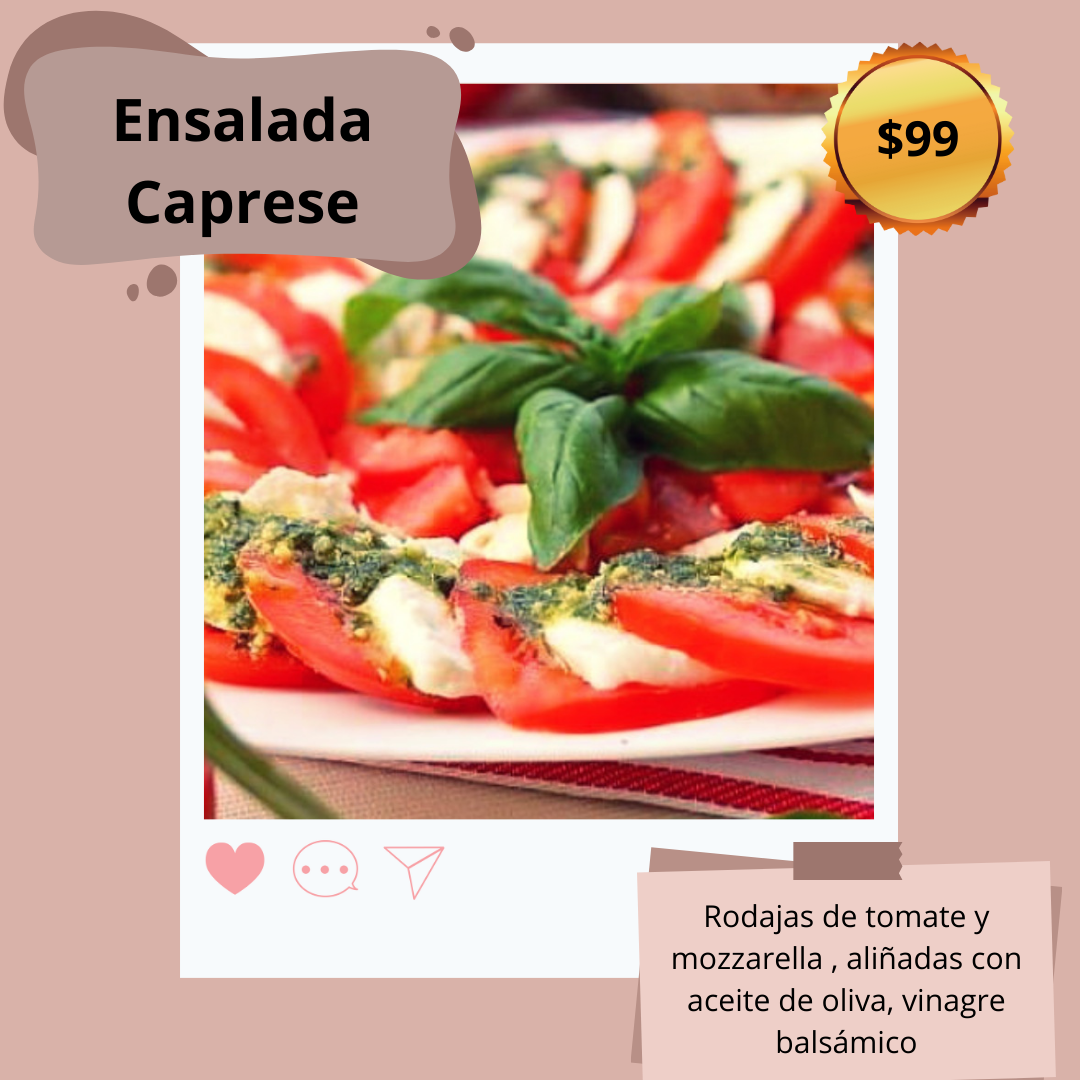 Ensalada
Caprese
$99
Rodajas de tomate y
mozzarella , aliñadas con
aceite de oliva, vinagre
balsámico